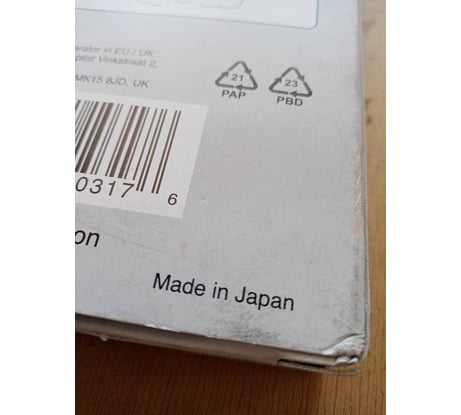 erator in EU / UK
ptist Vinkstraat 2,
MK15 8JD, UK
21
PAP
23
PBD
0317 6
on
Made in Japan